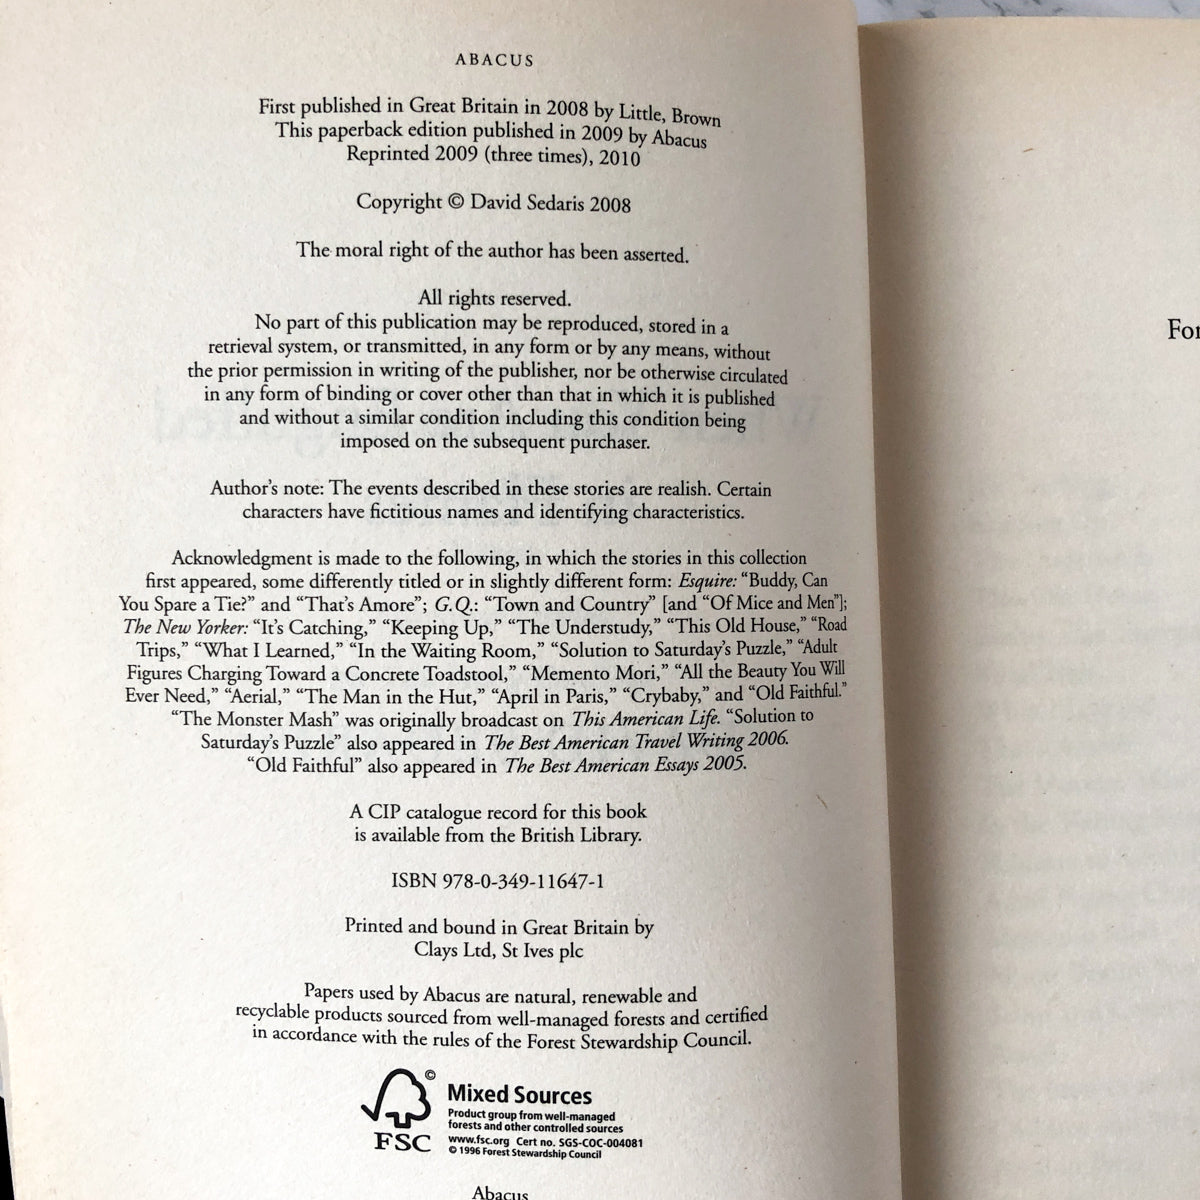 ABACUS
First published in Great Britain in 2008 by Little, Brown
This paperback edition published in 2009 by Abacus
Reprinted 2009 (three times), 2010
Copyright © David Sedaris 2008
The moral right of the author has been asserted.
All rights reserved.
No part of this publication may be reproduced, stored in a
retrieval system, or transmitted, in any form or by any means, without
the prior permission in writing of the publisher, nor be otherwise circulated
in any form of binding or cover other than that in which it is published
and without a similar condition including this condition being
imposed on the subsequent purchaser.
Author's note: The events described in these stories are realish. Certain
characters have fictitious names and identifying characteristics.
Acknowledgment is made to the following, in which the stories in this collection
first appeared, some differently titled or in slightly different form: Esquire: “Buddy, Can
You Spare a Tie?” and “That's Amore”; G.Q.: “Town and Country” [and “Of Mice and Men”];
The New Yorker: “It's Catching,” “Keeping Up,” “The Understudy,” “This Old House,” “Road
Trips,” “What I Learned,” “In the Waiting Room,” “Solution to Saturday's Puzzle,” “Adult
Figures Charging Toward a Concrete Toadstool,” “Memento Mori,” “All the Beauty You Will
Ever Need,” “Aerial,” “The Man in the Hut,” “April in Paris,” “Crybaby,” and “Old Faithful.”
“The Monster Mash” was originally broadcast on This American Life. “Solution to
Saturday's Puzzle” also appeared in The Best American Travel Writing 2006.
“Old Faithful” also appeared in The Best American Essays 2005.
A CIP catalogue record for this book
is available from the British Library.
ISBN 978-0-349-11647-1
Printed and bound in Great Britain by
Clays Ltd, St Ives plc
Papers used by Abacus are natural, renewable and
recyclable products sourced from well-managed forests and certified
in accordance with the rules of the Forest Stewardship Council.
©
FSC
Mixed Sources
Product group from well-managed
forests and other controlled sources
www.fsc.org Cert no. SGS-COC-004081
© 1996 Forest Stewardship Council
Abacus
For